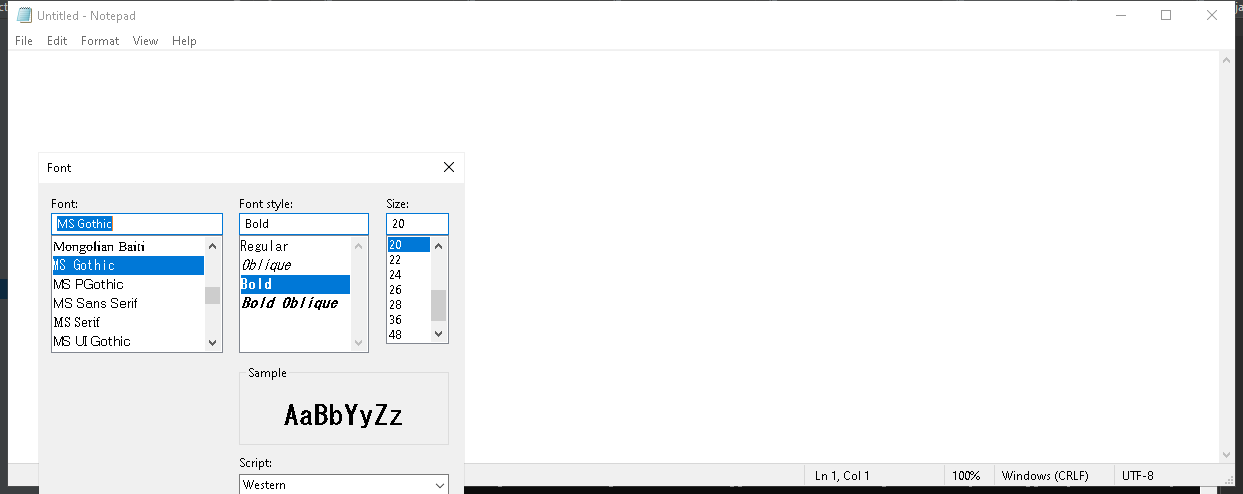 Untitled - Notepad
File Edit Format View Help
Font
Font: Font style: Size:
MS Gothic Bold 20
Mongolian Baiti
MS Gothic
MS PGothic
MS Sans Serif
MS Serif
MS UI Gothic
Regular
Oblique
Bold
Bold Oblique
20
22
24
26
28
36
48
Sample
AaBbYyZz
Script:
Western
Ln 1, Col 1 100% Windows (CRLF) UTF-8